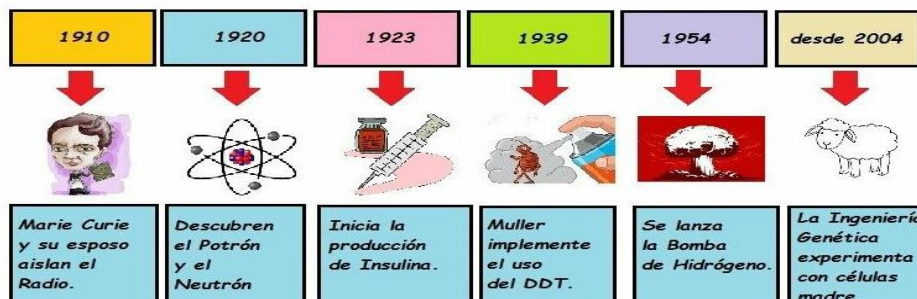 1910
1920
1923
1939
1954
desde 2004
Marie Curie
y su esposo
aislan el
Radio.
Descubren
el Potrón
y el
Neutrón
Inicia la
producción
de Insulina.
Muller
implemente
el uso
del DDT.
Se lanza
la Bomba
de Hidrógeno.
La Ingeniería
Genética
experimenta
con células
madre